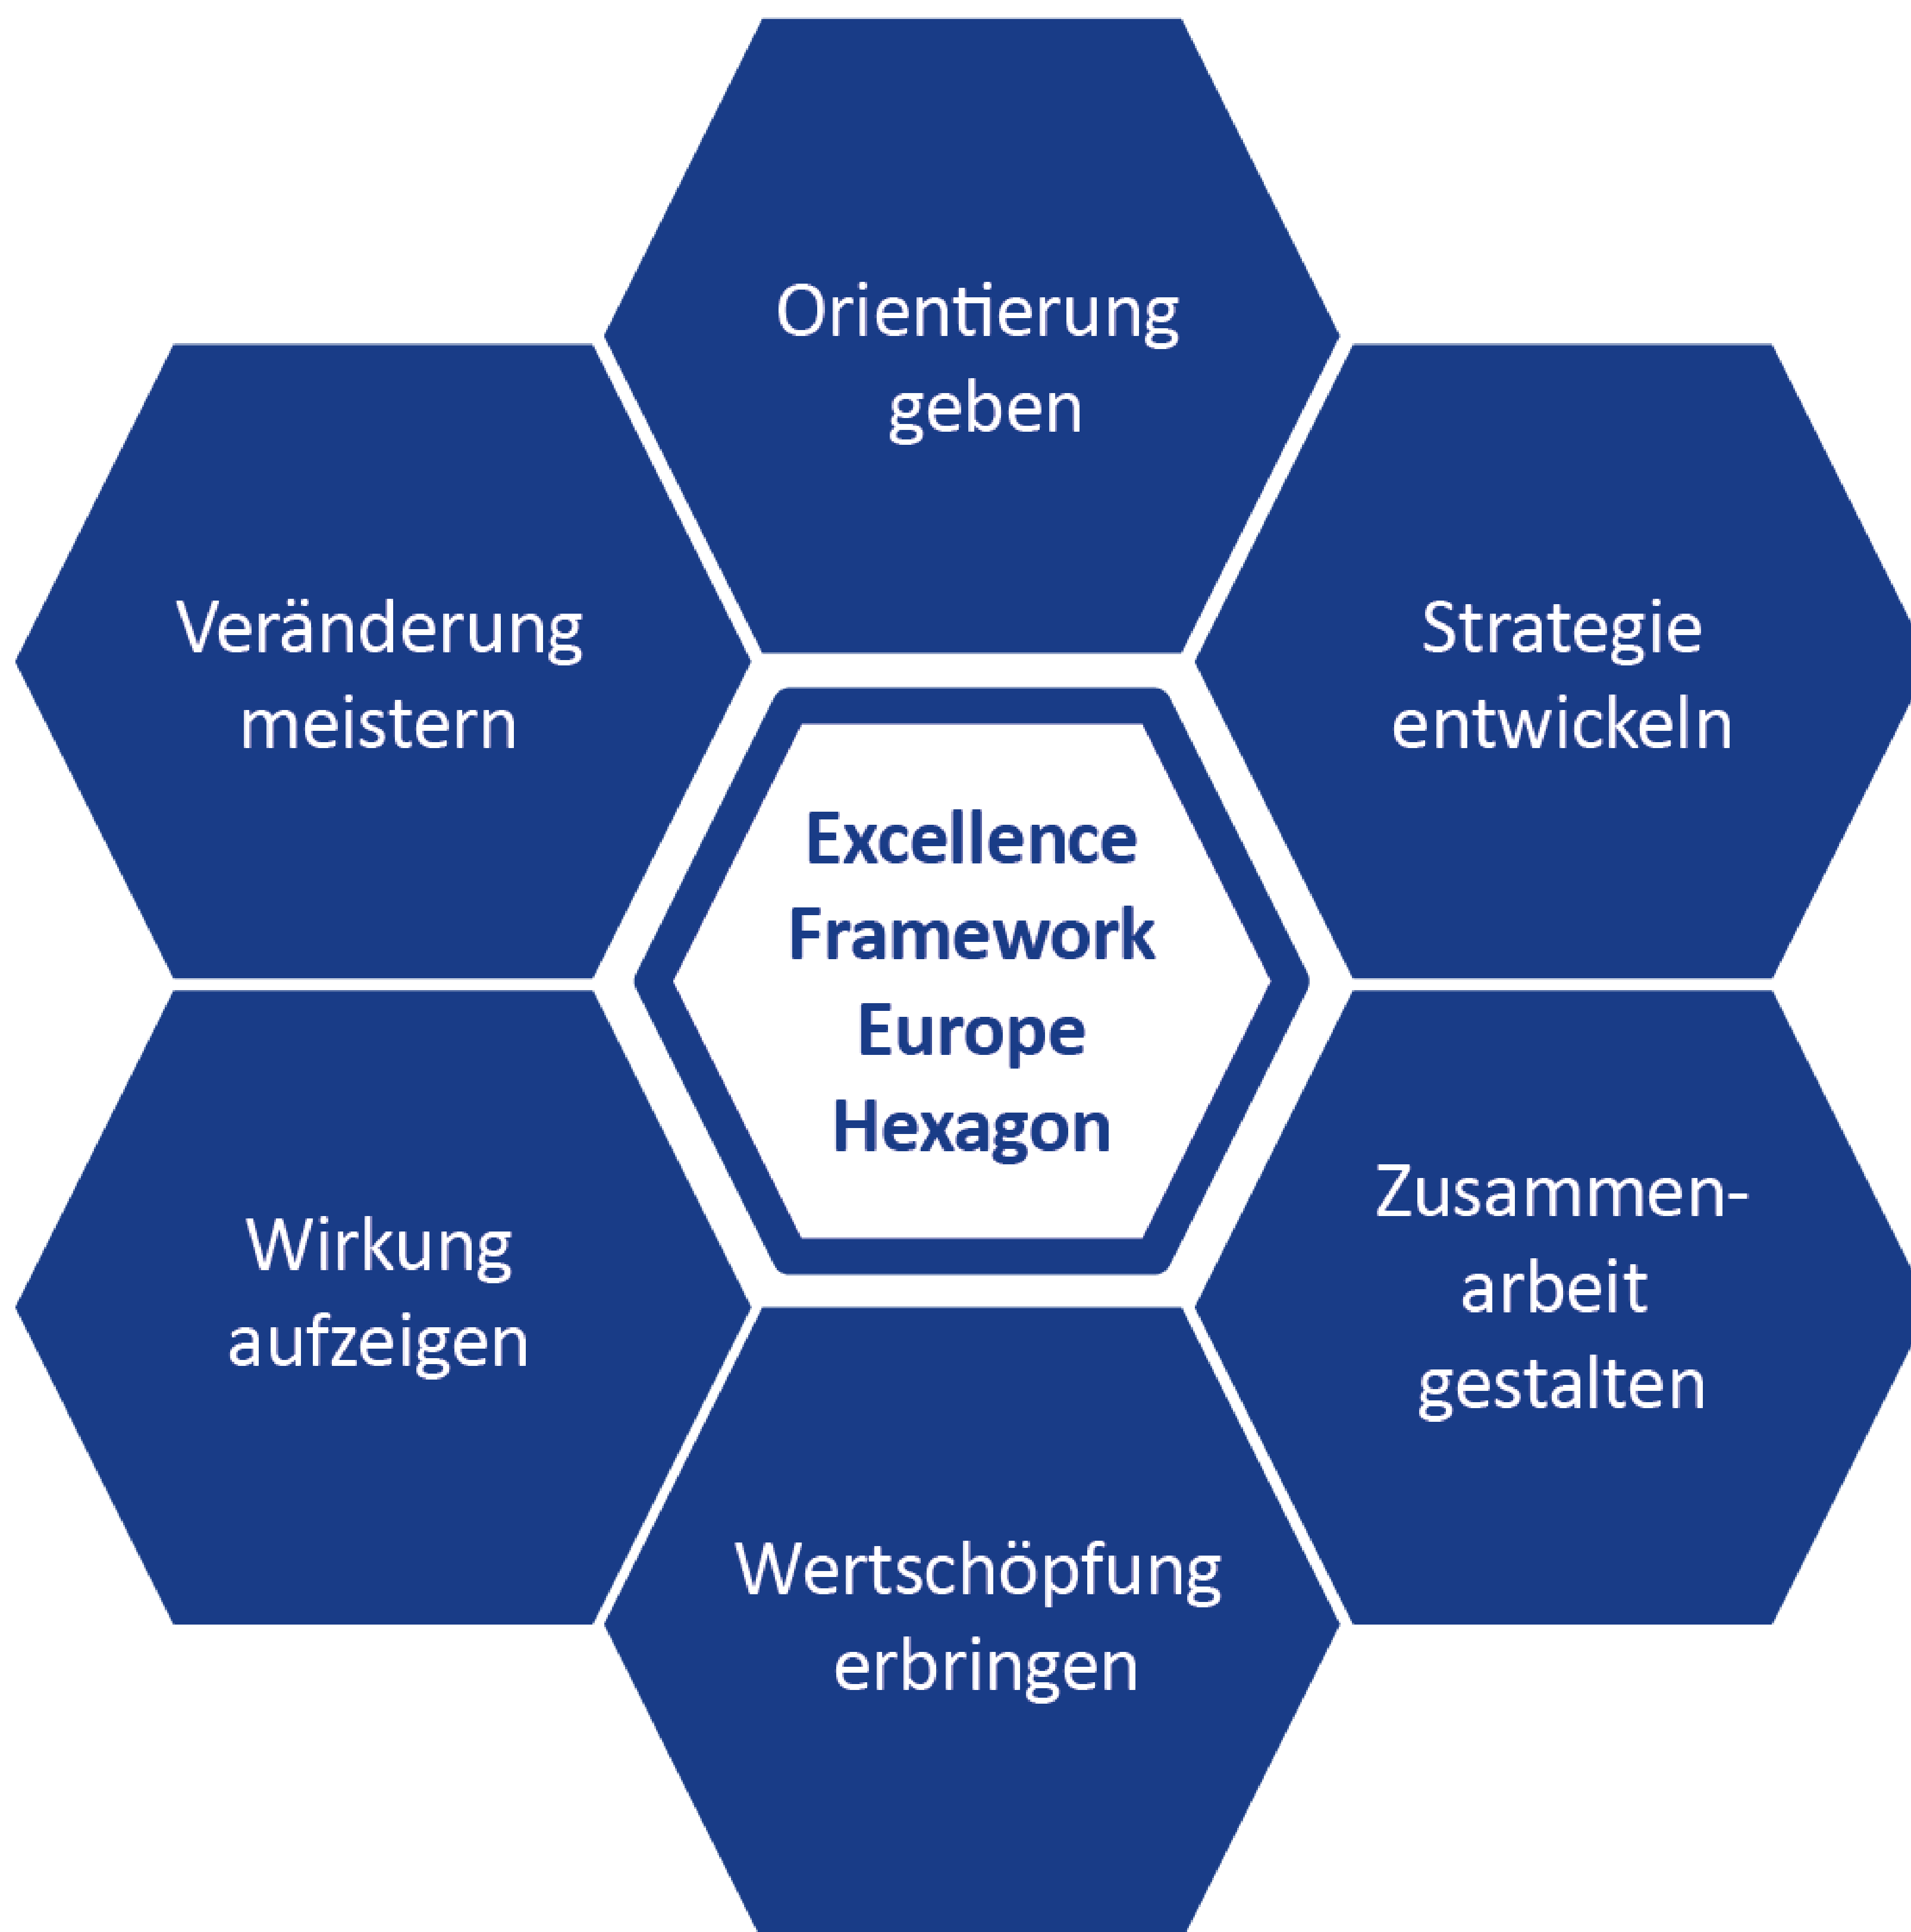 Orientierung
geben
Strategie
entwickeln
Zusammen-
arbeit
gestalten
Wertschöpfung
erbringen
Wirkung
aufzeigen
Veränderung
meistern
Excellence
Framework
Europe
Hexagon